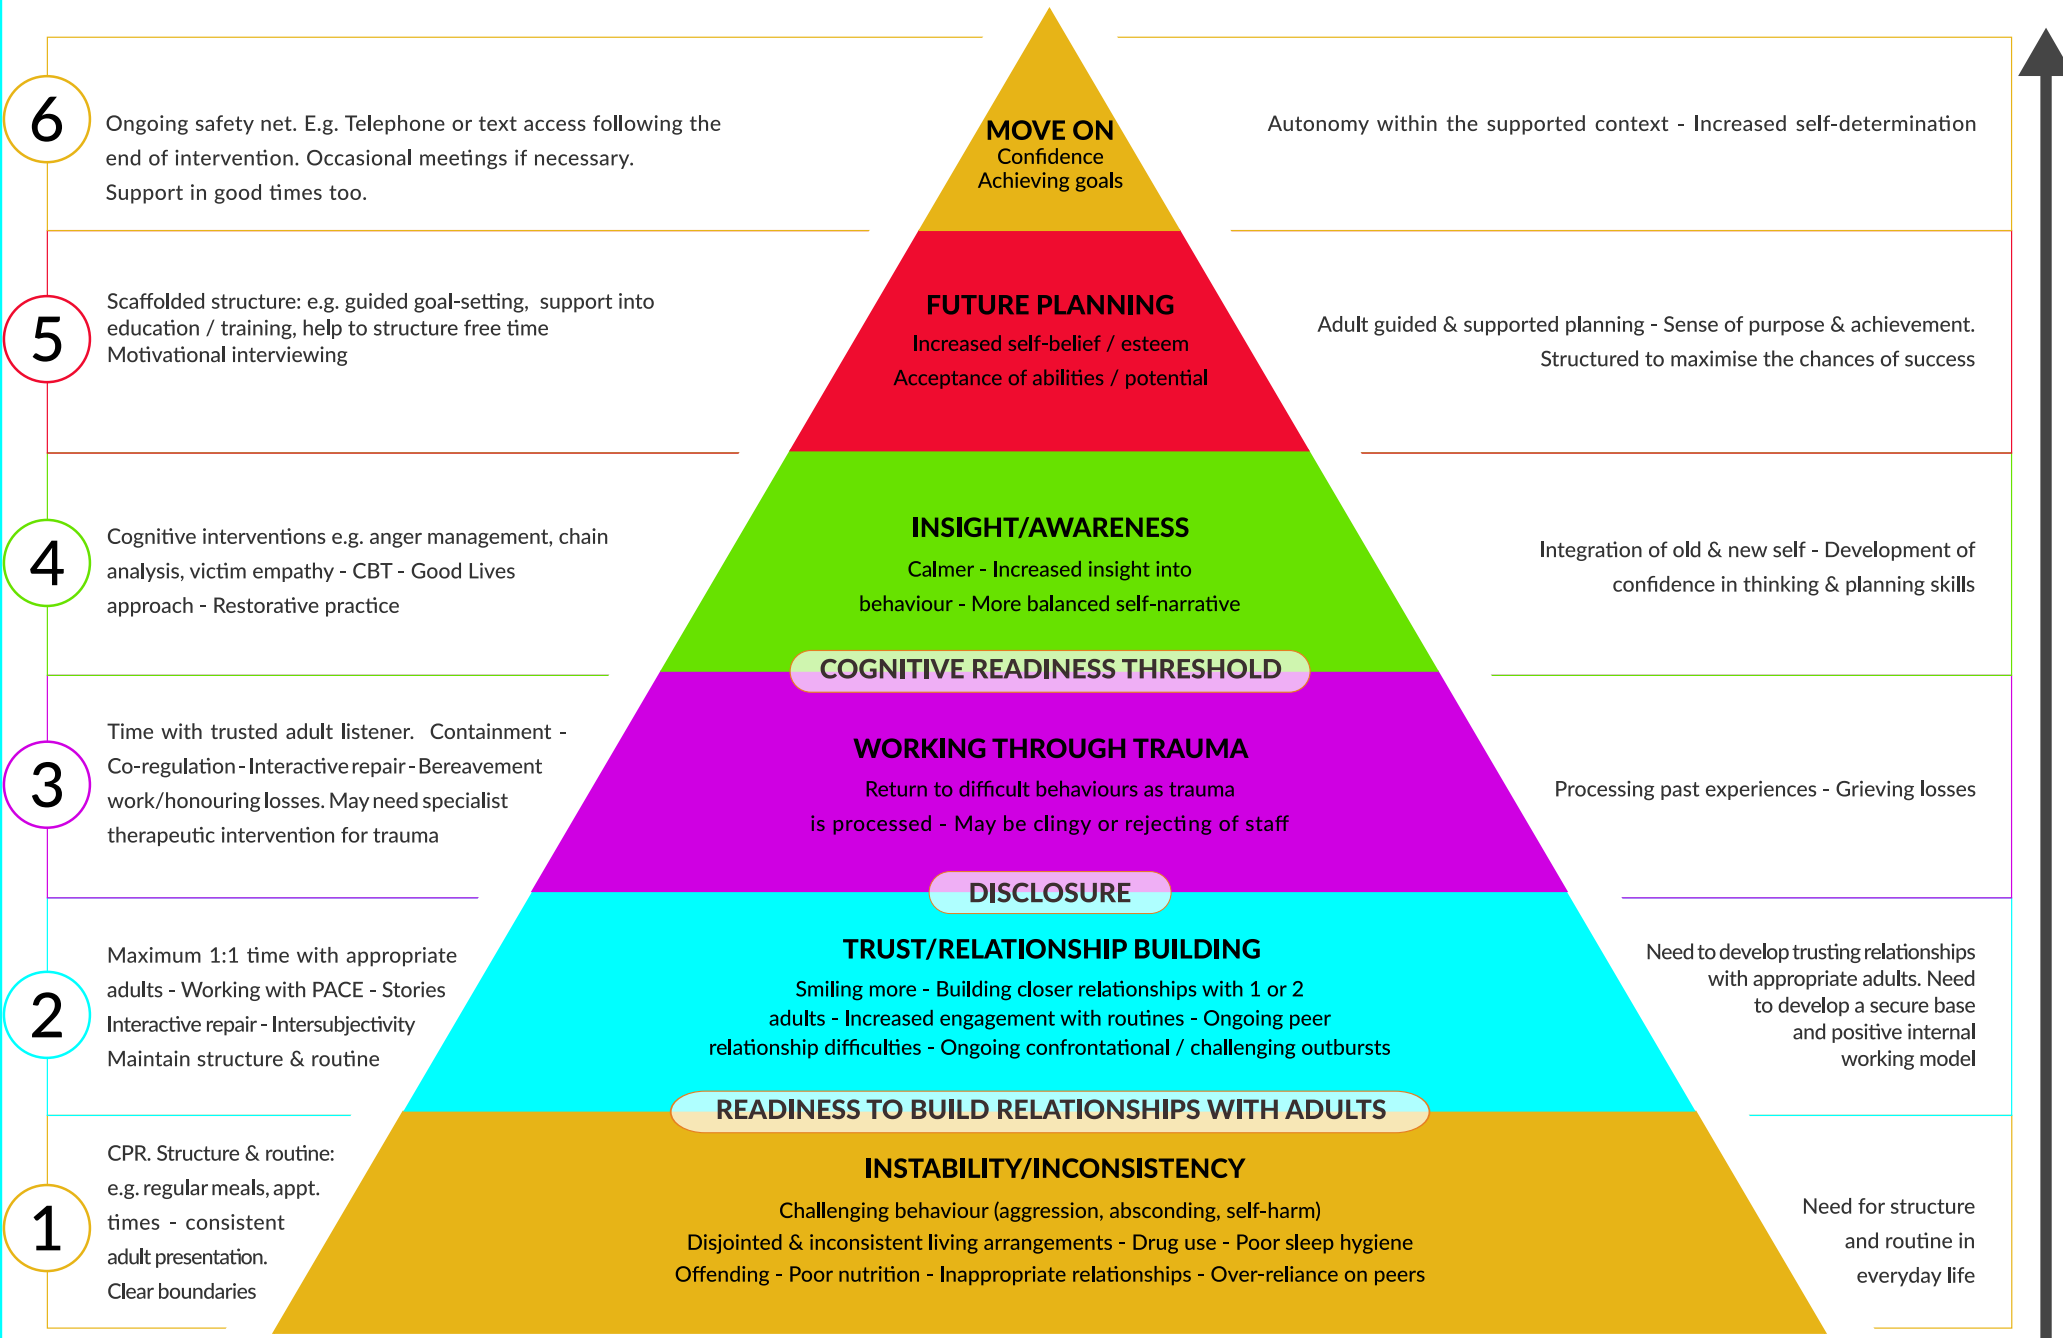 6
Ongoing safety net. E.g. Telephone or text access following the
end of intervention. Occasional meetings if necessary.
Support in good times too.
MOVE ON
Confidence
Achieving goals
Autonomy within the supported context - Increased self-determination
5
Scaffolded structure: e.g. guided goal-setting, support into
education / training, help to structure free time
Motivational interviewing
FUTURE PLANNING
Increased self-belief / esteem
Acceptance of abilities / potential
Adult guided & supported planning - Sense of purpose & achievement.
Structured to maximise the chances of success
4
Cognitive interventions e.g. anger management, chain
analysis, victim empathy - CBT - Good Lives
approach - Restorative practice
INSIGHT/AWARENESS
Calmer - Increased insight into
behaviour - More balanced self-narrative
Integration of old & new self - Development of
confidence in thinking & planning skills
COGNITIVE READINESS THRESHOLD
3
Time with trusted adult listener. Containment -
Co-regulation - Interactive repair - Bereavement
work/honouring losses. May need specialist
therapeutic intervention for trauma
WORKING THROUGH TRAUMA
Return to difficult behaviours as trauma
is processed - May be clingy or rejecting of staff
Processing past experiences - Grieving losses
DISCLOSURE
2
Maximum 1:1 time with appropriate
adults - Working with PACE - Stories
Interactive repair - Intersubjectivity
Maintain structure & routine
TRUST/RELATIONSHIP BUILDING
Smiling more - Building closer relationships with 1 or 2
adults - Increased engagement with routines - Ongoing peer
relationship difficulties - Ongoing confrontational / challenging outbursts
Need to develop trusting relationships
with appropriate adults. Need
to develop a secure base
and positive internal
working model
READINESS TO BUILD RELATIONSHIPS WITH ADULTS
1
CPR. Structure & routine:
e.g. regular meals, appt.
times - consistent
adult presentation.
Clear boundaries
INSTABILITY/INCONSISTENCY
Challenging behaviour (aggression, absconding, self-harm)
Disjointed & inconsistent living arrangements - Drug use - Poor sleep hygiene
Offending - Poor nutrition - Inappropriate relationships - Over-reliance on peers
Need for structure
and routine in
everyday life